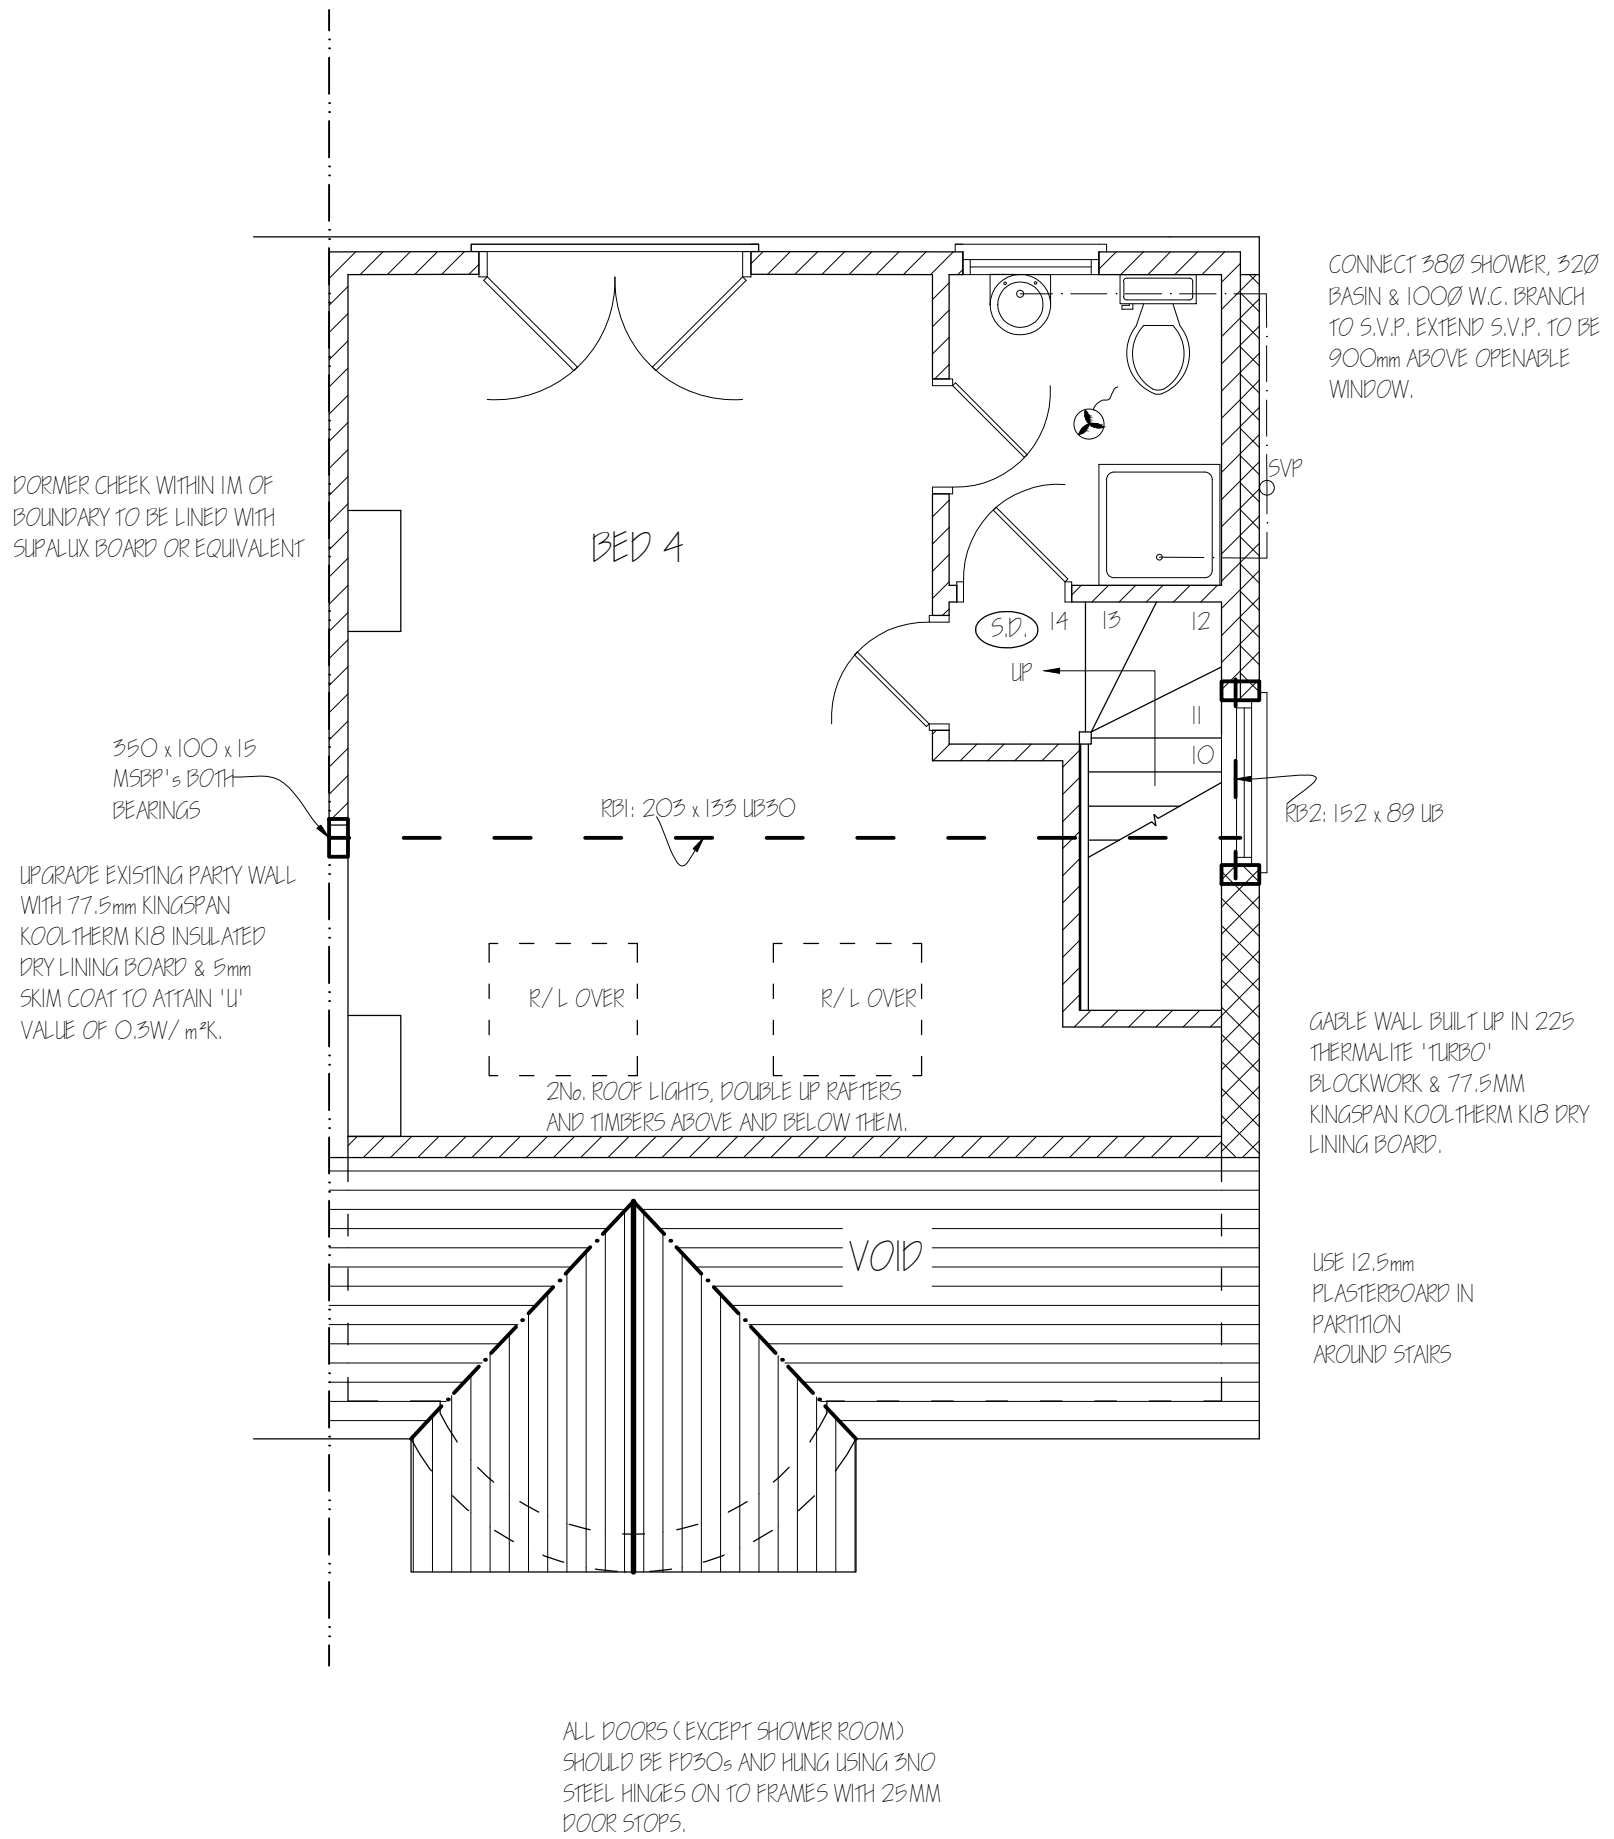 CONNECT 38Ø SHOWER, 32Ø
BASIN & 100Ø W.C. BRANCH
TO S.V.P. EXTEND S.V.P. TO BE
900mm ABOVE OPENABLE
WINDOW.
SVP
DORMER CHEEK WITHIN 1M OF
BOUNDARY TO BE LINED WITH
SUPALUX BOARD OR EQUIVALENT
BED 4
S.D.
14
13
12
UP
11
10
350 x 100 x 15
MSBP's BOTH
BEARINGS
RB1: 203 x 133 UB30
RB2: 152 x 89 UB
UPGRADE EXISTING PARTY WALL
WITH 77.5mm KINGSPAN
KOOLTHERM K18 INSULATED
DRY LINING BOARD & 5mm
SKIM COAT TO ATTAIN 'U'
VALUE OF 0.3W/m²K.
R/L OVER
R/L OVER
2No. ROOF LIGHTS, DOUBLE UP RAFTERS
AND TIMBERS ABOVE AND BELOW THEM.
GABLE WALL BUILT UP IN 225
THERMALITE 'TURBO'
BLOCKWORK & 77.5MM
KINGSPAN KOOLTHERM K18 DRY
LINING BOARD.
VOID
USE 12.5mm
PLASTERBOARD IN
PARTITION
AROUND STAIRS
ALL DOORS (EXCEPT SHOWER ROOM)
SHOULD BE FD30s AND HUNG USING 3NO
STEEL HINGES ON TO FRAMES WITH 25MM
DOOR STOPS.